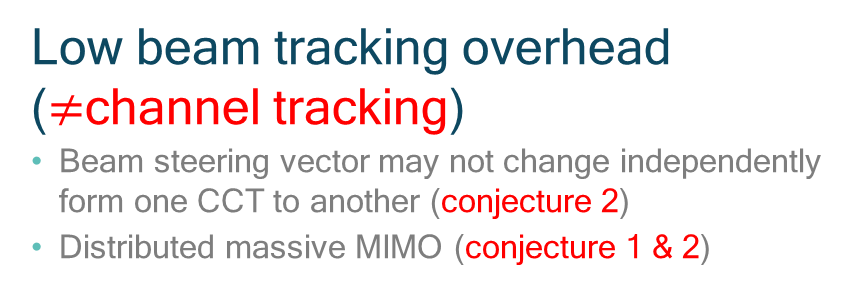 Low beam tracking overhead
(≠channel tracking)
• Beam steering vector may not change independently
form one CCT to another (conjecture 2)
• Distributed massive MIMO (conjecture 1 & 2)